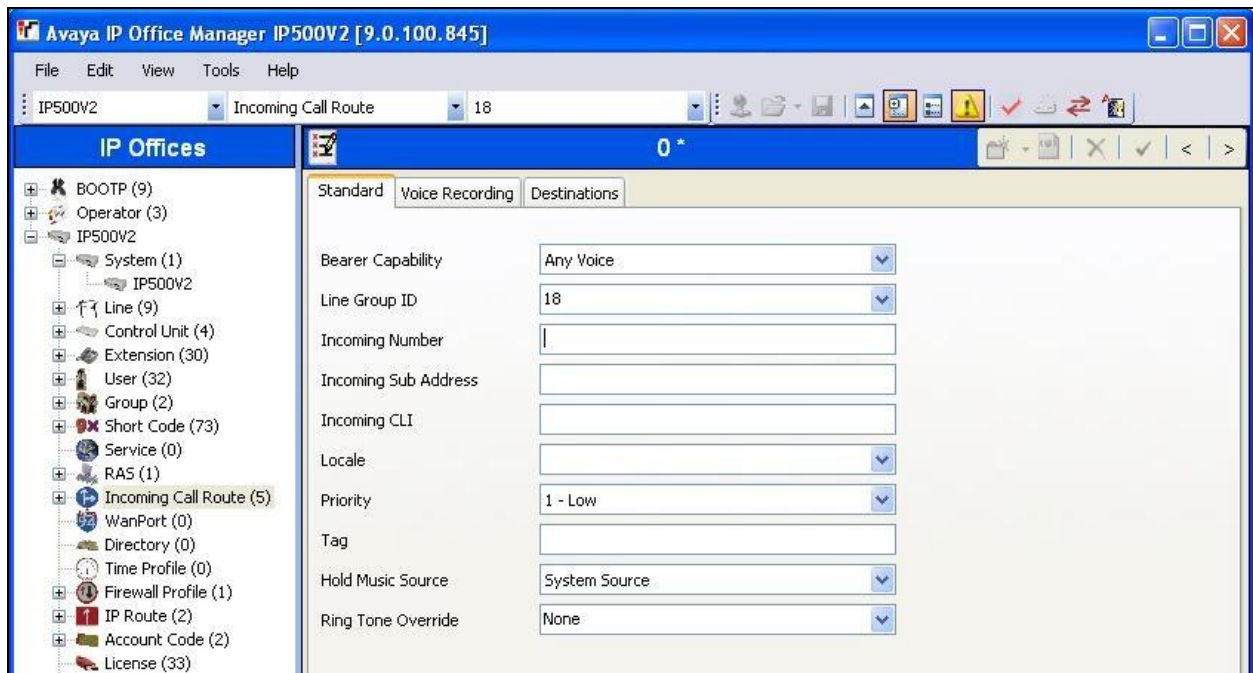 Avaya IP Office Manager IP500V2 [9.0.100.845]
File Edit View Tools Help
IP500V2 Incoming Call Route 18
IP Offices
0 *
BOOTP (9)
Operator (3)
IP500V2
System (1)
IP500V2
Line (9)
Control Unit (4)
Extension (30)
User (32)
Group (2)
Short Code (73)
Service (0)
RAS (1)
Incoming Call Route (5)
WanPort (0)
Directory (0)
Time Profile (0)
Firewall Profile (1)
IP Route (2)
Account Code (2)
License (33)
Standard Voice Recording Destinations
Bearer Capability Any Voice
Line Group ID 18
Incoming Number
Incoming Sub Address
Incoming CLI
Locale
Priority 1 - Low
Tag
Hold Music Source System Source
Ring Tone Override None